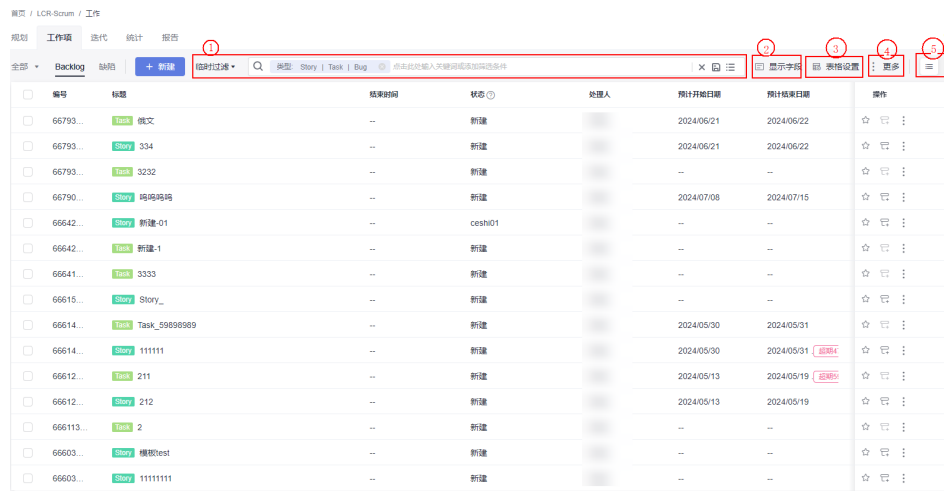 首页 / LCR-Scrum / 工作
规划 工作项 迭代 统计 报告
① ② ③ ④ ⑤
全部 Backlog 缺陷 + 新建 临时过滤 类型: Story | Task | Bug 点击此处输入关键词或添加筛选条件 显示字段 表格设置 更多
编号 标题 结束时间 状态 处理人 预计开始日期 预计结束日期 操作
66793... Task 俄文 -- 新建 2024/06/21 2024/06/22
66793... Story 334 -- 新建 2024/06/21 2024/06/22
66793... Task 3232 -- 新建 -- --
66790... Story 呜呜呜呜 -- 新建 2024/07/08 2024/07/15
66642... Story 新建-01 -- ceshi01 -- --
66642... Task 新建-1 -- 新建 -- --
66641... Task 3333 -- 新建 -- --
66615... Story Story_ -- 新建 -- --
66614... Task Task_59898989 -- 新建 2024/05/30 2024/05/31
66614... Story 111111 -- 新建 2024/05/30 2024/05/31 超期4
66612... Task 211 -- 新建 2024/05/13 2024/05/19 超期5
66612... Story 212 -- 新建 2024/05/13 2024/05/19
666113... Task 2 -- 新建 -- --
66603... Story 模板test -- 新建 -- --
66603... Story 11111111 -- 新建 -- --